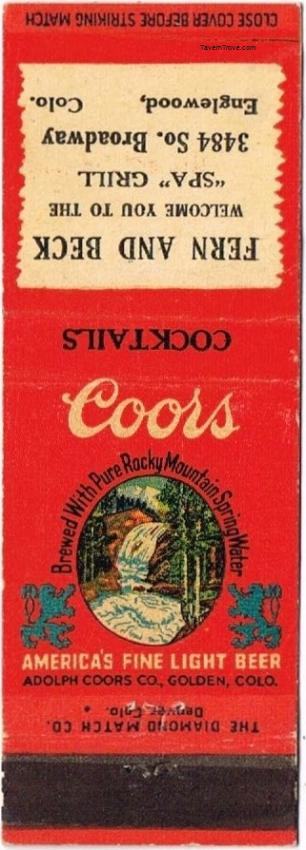 CLOSE COVER BEFORE STRIKING MATCH
TavernTrove.com
FERN AND BECK
WELCOME YOU TO THE
"SPA" GRILL
3484 So. Broadway
Englewood, Colo.
COCKTAILS
Coors
Brewed With Pure Rocky Mountain Spring Water
AMERICA'S FINE LIGHT BEER
ADOLPH COORS CO., GOLDEN, COLO.
THE DIAMOND MATCH CO.
Denver, Colo.